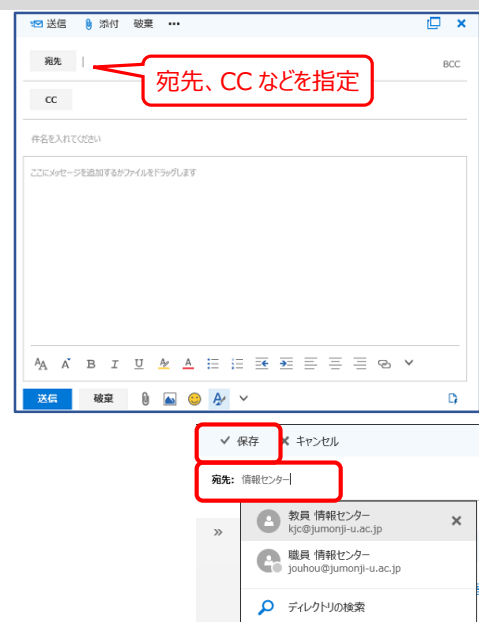 送信 添付 破棄 •••
宛先 BCC
宛先、CC などを指定
CC
件名を入れてください
ここにメッセージを追加するかファイルをドラッグします
AA A B I U A
送信 破棄
保存 キャンセル
宛先: 情報センター
» 教員 情報センター
kjc@jumonji-u.ac.jp
職員 情報センター
jouhou@jumonji-u.ac.jp
ディレクトリの検索